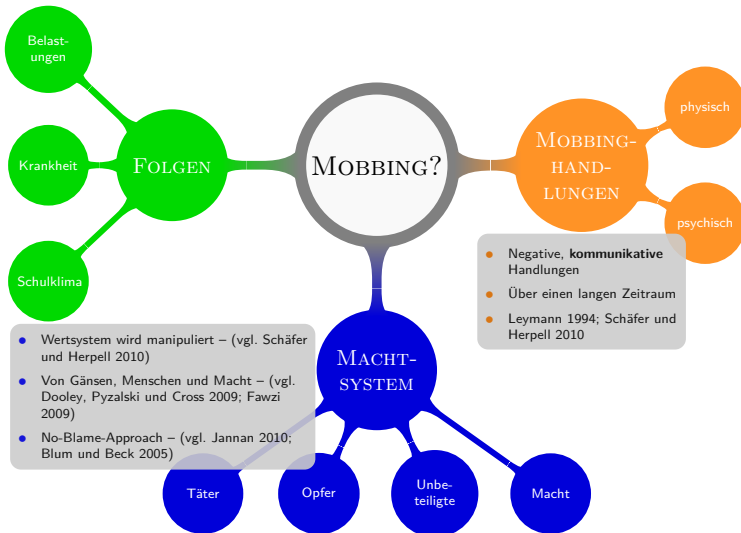 Belast-
ungen
Krankheit
Schulklima
FOLGEN
MOBBING?
MOBBING-
HAND-
LUNGEN
physisch
psychisch
Negative, kommunikative
Handlungen
Über einen langen Zeitraum
Leymann 1994; Schäfer und
Herpell 2010
Wertsystem wird manipuliert – (vgl. Schäfer
und Herpell 2010)
Von Gänsen, Menschen und Macht – (vgl.
Dooley, Pyzalski und Cross 2009; Fawzi
2009)
No-Blame-Approach – (vgl. Jannan 2010;
Blum und Beck 2005)
MACHT-
SYSTEM
Täter
Opfer
Unbe-
teiligte
Macht